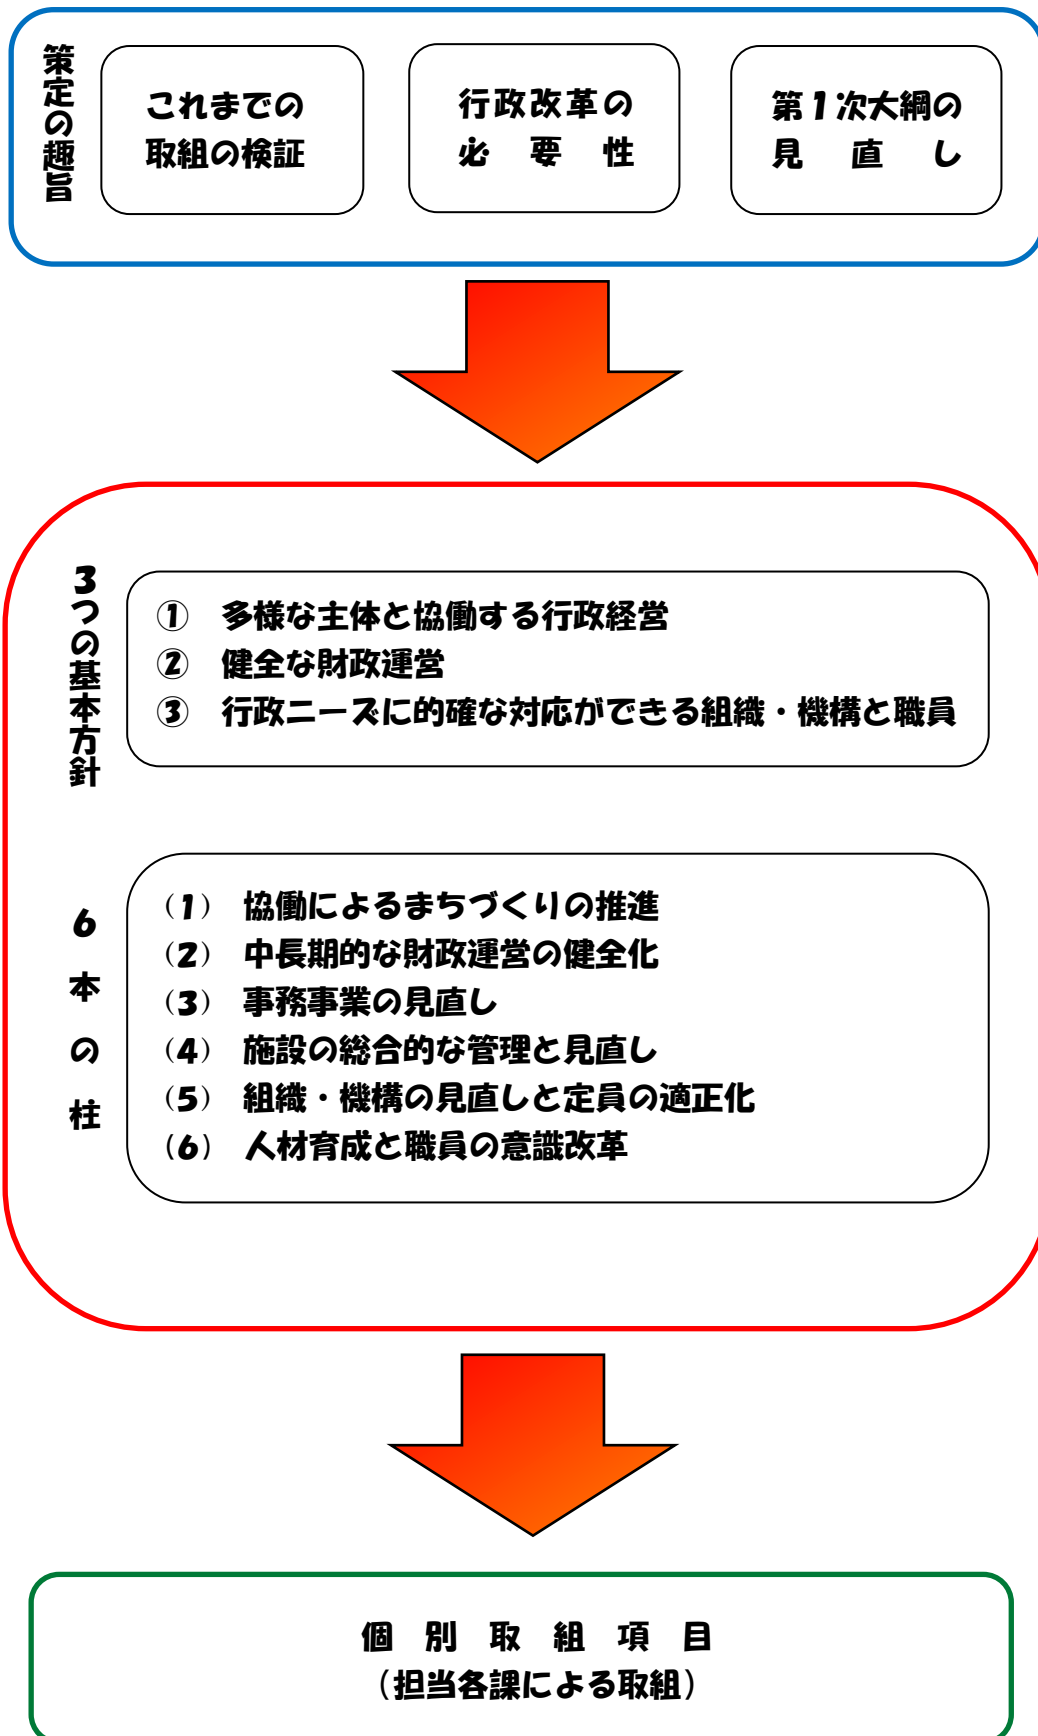 策定の趣旨
これまでの
取組の検証
行政改革の
必要性
第1次大綱の
見直し
3つの基本方針
① 多様な主体と協働する行政経営
② 健全な財政運営
③ 行政ニーズに的確な対応ができる組織・機構と職員
6本の柱
(1) 協働によるまちづくりの推進
(2) 中長期的な財政運営の健全化
(3) 事務事業の見直し
(4) 施設の総合的な管理と見直し
(5) 組織・機構の見直しと定員の適正化
(6) 人材育成と職員の意識改革
個別取組項目
(担当各課による取組)